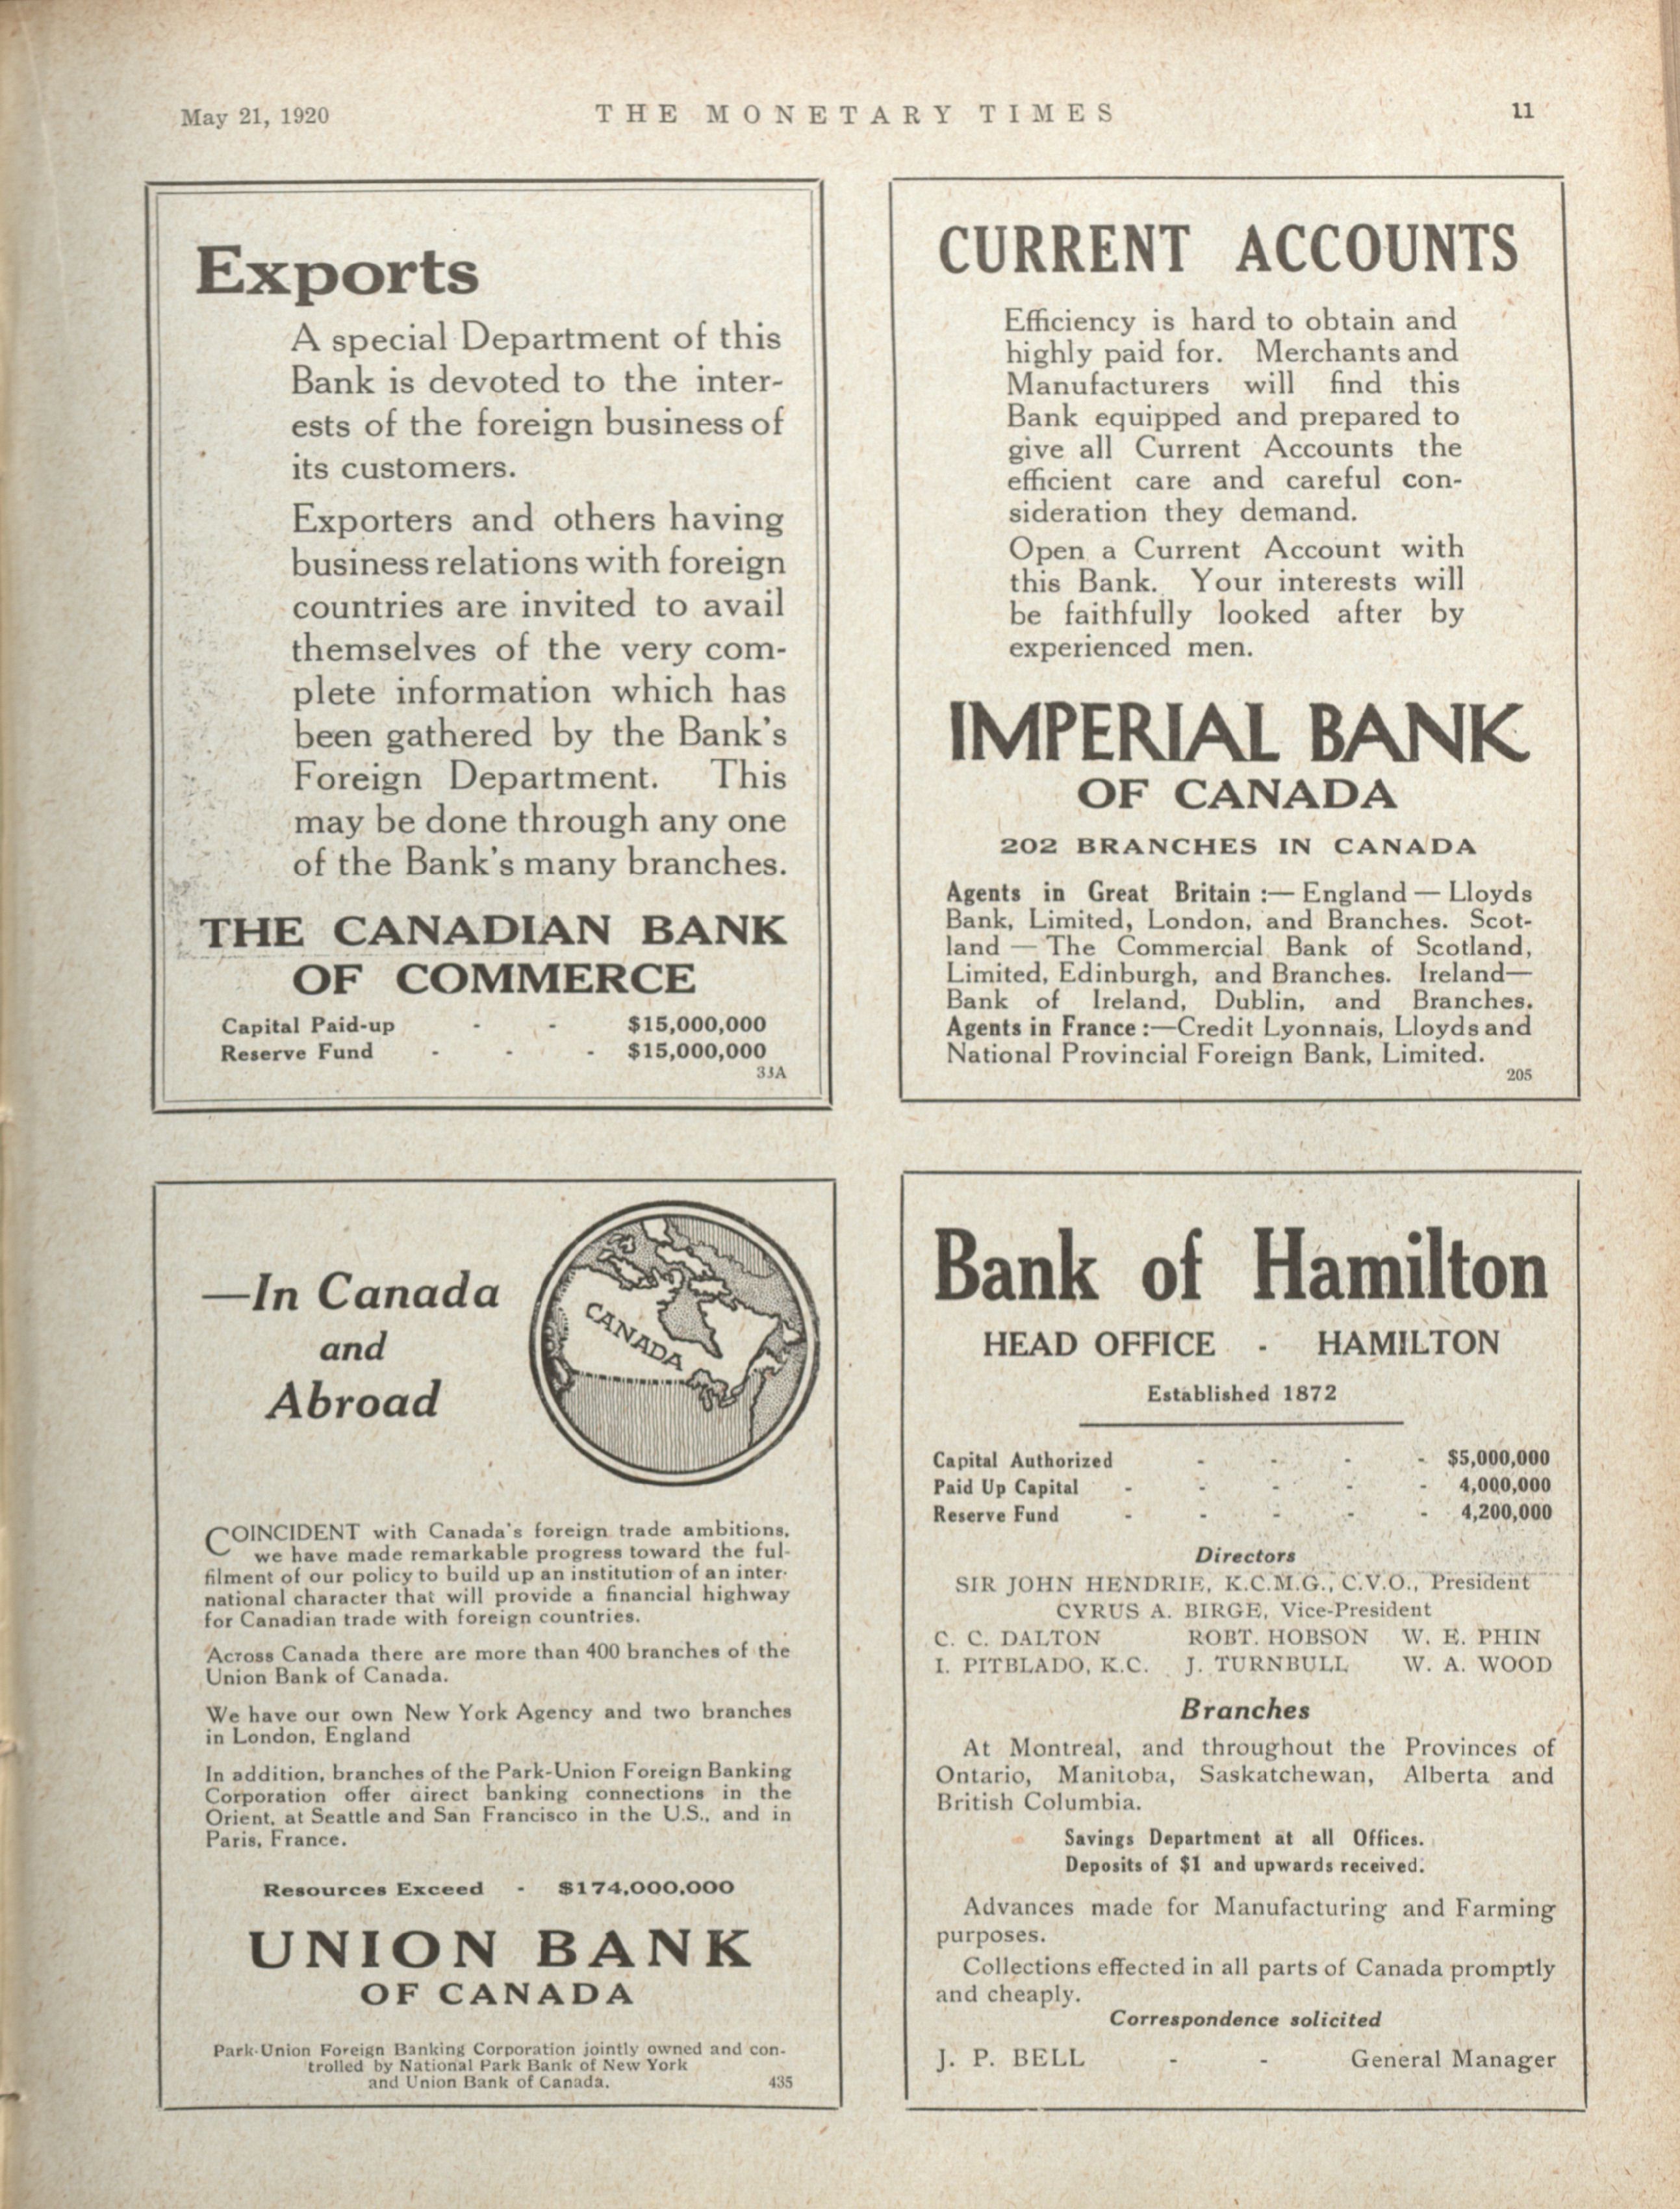 May 21, 1920
THE MONETARY TIMES
11
Exports
A special Department of this
Bank is devoted to the inter-
ests of the foreign business of
its customers.
Exporters and others having
business relations with foreign
countries are invited to avail
themselves of the very com-
plete information which has
been gathered by the Bank's
Foreign Department. This
may be done through any one
of the Bank's many branches.
THE CANADIAN BANK
OF COMMERCE
Capital Paid-up - - $15,000,000
Reserve Fund - - - $15,000,000
33A
CURRENT ACCOUNTS
Efficiency is hard to obtain and
highly paid for. Merchants and
Manufacturers will find this
Bank equipped and prepared to
give all Current Accounts the
efficient care and careful con-
sideration they demand.
Open a Current Account with
this Bank. Your interests will
be faithfully looked after by
experienced men.
IMPERIAL BANK
OF CANADA
202 BRANCHES IN CANADA
Agents in Great Britain :— England — Lloyds
Bank, Limited, London, and Branches. Scot-
land — The Commercial Bank of Scotland,
Limited, Edinburgh, and Branches. Ireland—
Bank of Ireland, Dublin, and Branches.
Agents in France :—Credit Lyonnais, Lloyds and
National Provincial Foreign Bank, Limited.
205
—In Canada
and
Abroad
CANADA
COINCIDENT with Canada's foreign trade ambitions,
we have made remarkable progress toward the ful-
filment of our policy to build up an institution of an inter-
national character that will provide a financial highway
for Canadian trade with foreign countries.
Across Canada there are more than 400 branches of the
Union Bank of Canada.
We have our own New York Agency and two branches
in London, England
In addition, branches of the Park-Union Foreign Banking
Corporation offer direct banking connections in the
Orient, at Seattle and San Francisco in the U.S., and in
Paris, France.
Resources Exceed - $174,000,000
UNION BANK
OF CANADA
Park-Union Foreign Banking Corporation jointly owned and con-
trolled by National Park Bank of New York
and Union Bank of Canada.
435
Bank of Hamilton
HEAD OFFICE - HAMILTON
Established 1872
Capital Authorized - - - - $5,000,000
Paid Up Capital - - - - - 4,000,000
Reserve Fund - - - - - 4,200,000
Directors
SIR JOHN HENDRIE, K.C.M.G., C.V.O., President
CYRUS A. BIRGE, Vice-President
C. C. DALTON ROBT. HOBSON W. E. PHIN
I. PITBLADO, K.C. J. TURNBULL W. A. WOOD
Branches
At Montreal, and throughout the Provinces of
Ontario, Manitoba, Saskatchewan, Alberta and
British Columbia.
Savings Department at all Offices.
Deposits of $1 and upwards received.
Advances made for Manufacturing and Farming
purposes.
Collections effected in all parts of Canada promptly
and cheaply.
Correspondence solicited
J. P. BELL - - General Manager